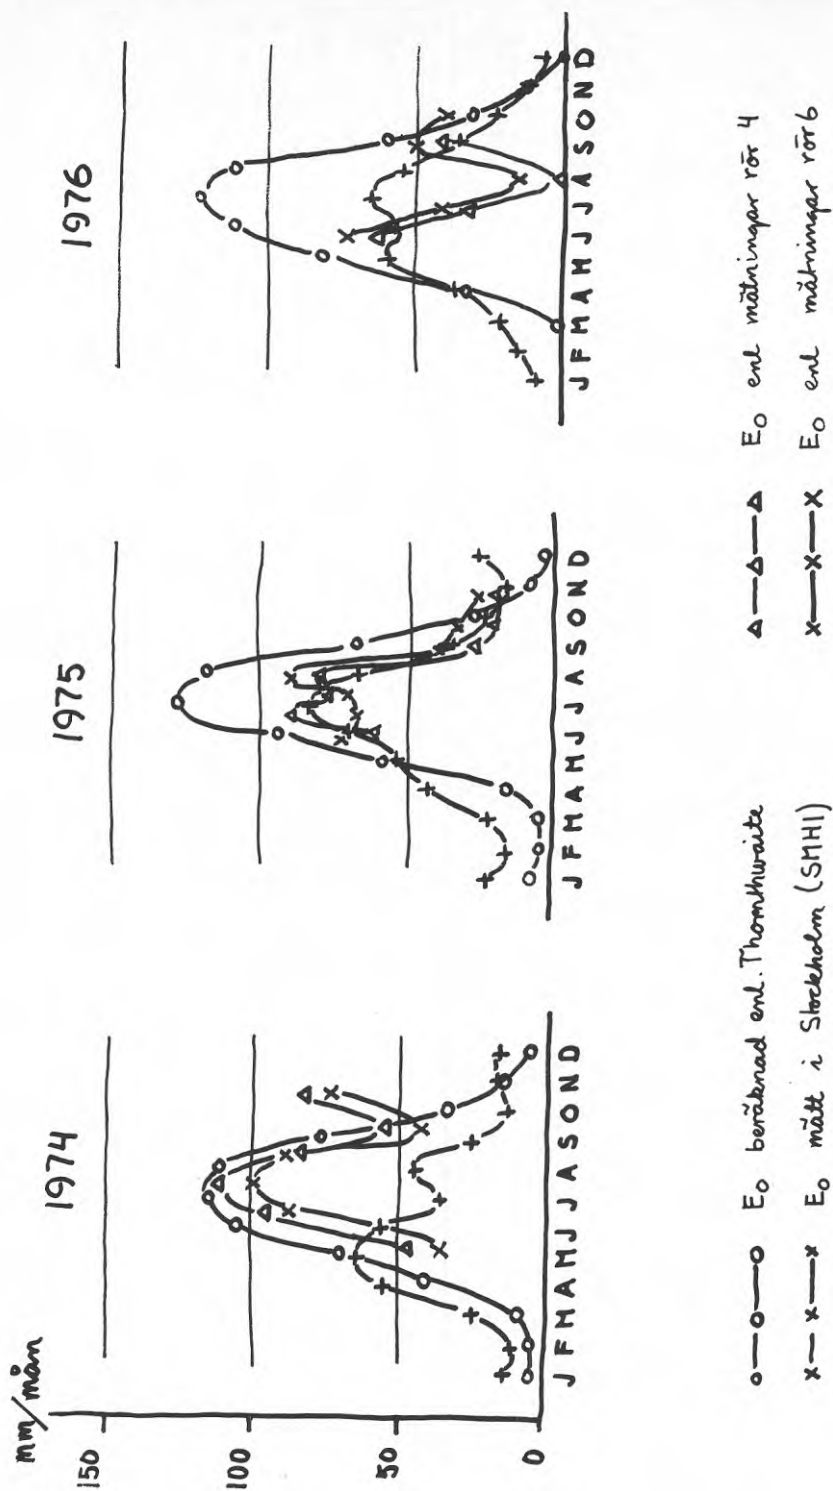 mm/mån
150
100
50
0
1974
J F M A M J J A S O N D
1975
J F M A M J J A S O N D
1976
J F M A M J J A S O N D
o—o—o E₀ beräknad enl. Thornthwaite
x—x—x E₀ mätt i Stockholm (SMHI)
Δ—Δ—Δ E₀ enl mätningar rör 4
x—x—x E₀ enl mätningar rör 6